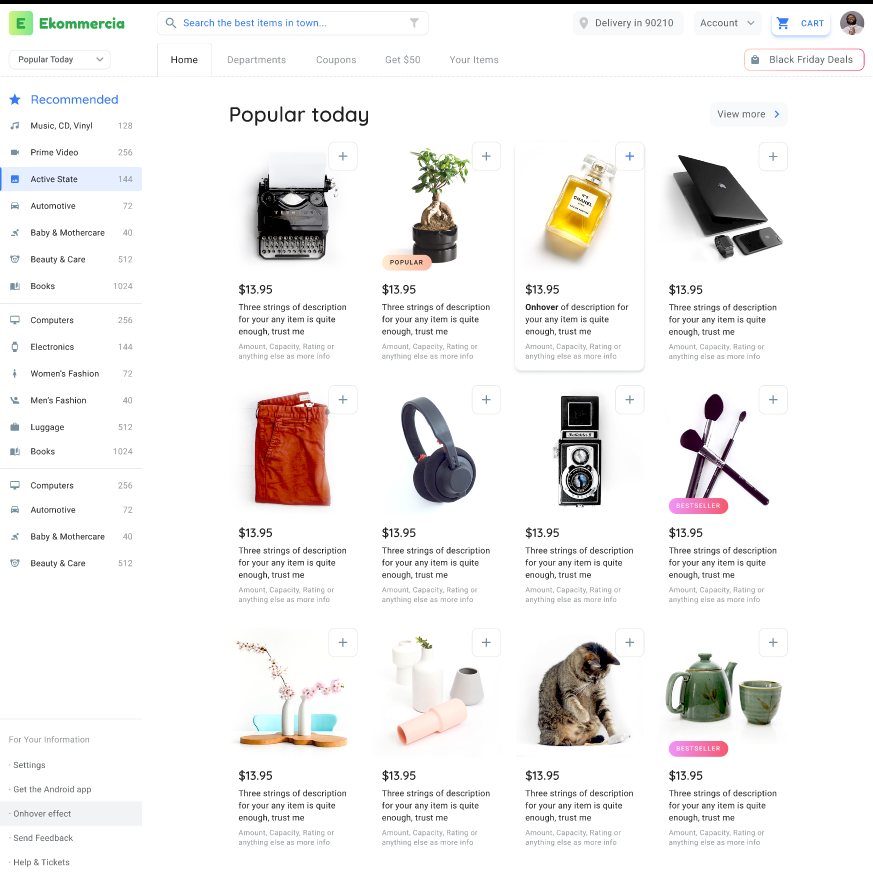 E Ekommercia
Search the best items in town...
Delivery in 90210
Account
CART
Popular Today
Home
Departments
Coupons
Get $50
Your Items
Black Friday Deals
Recommended
Music, CD, Vinyl 128
Prime Video 256
Active State 144
Automotive 72
Baby & Mothercare 40
Beauty & Care 512
Books 1024
Computers 256
Electronics 144
Women's Fashion 72
Men's Fashion 40
Luggage 512
Books 1024
Computers 256
Automotive 72
Baby & Mothercare 40
Beauty & Care 512
For Your Information
· Settings
· Get the Android app
· Onhover effect
· Send Feedback
· Help & Tickets
Popular today
View more
$13.95
Three strings of description
for your any item is quite
enough, trust me
Amount, Capacity, Rating or
anything else as more info
POPULAR
$13.95
Three strings of description
for your any item is quite
enough, trust me
Amount, Capacity, Rating or
anything else as more info
N°5
CHANEL
$13.95
Onhover of description for
your any item is quite
enough, trust me
Amount, Capacity, Rating or
anything else as more info
$13.95
Three strings of description
for your any item is quite
enough, trust me
Amount, Capacity, Rating or
anything else as more info
$13.95
Three strings of description
for your any item is quite
enough, trust me
Amount, Capacity, Rating or
anything else as more info
$13.95
Three strings of description
for your any item is quite
enough, trust me
Amount, Capacity, Rating or
anything else as more info
$13.95
Three strings of description
for your any item is quite
enough, trust me
Amount, Capacity, Rating or
anything else as more info
BESTSELLER
$13.95
Three strings of description
for your any item is quite
enough, trust me
Amount, Capacity, Rating or
anything else as more info
$13.95
Three strings of description
for your any item is quite
enough, trust me
Amount, Capacity, Rating or
anything else as more info
$13.95
Three strings of description
for your any item is quite
enough, trust me
Amount, Capacity, Rating or
anything else as more info
$13.95
Three strings of description
for your any item is quite
enough, trust me
Amount, Capacity, Rating or
anything else as more info
BESTSELLER
$13.95
Three strings of description
for your any item is quite
enough, trust me
Amount, Capacity, Rating or
anything else as more info